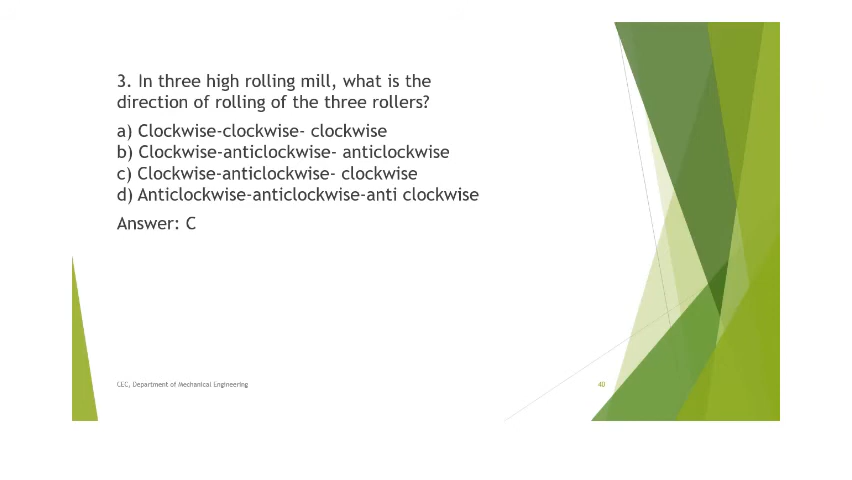 3. In three high rolling mill, what is the
direction of rolling of the three rollers?
a) Clockwise-clockwise- clockwise
b) Clockwise-anticlockwise- anticlockwise
c) Clockwise-anticlockwise- clockwise
d) Anticlockwise-anticlockwise-anti clockwise
Answer: C
CEC, Department of Mechanical Engineering
40